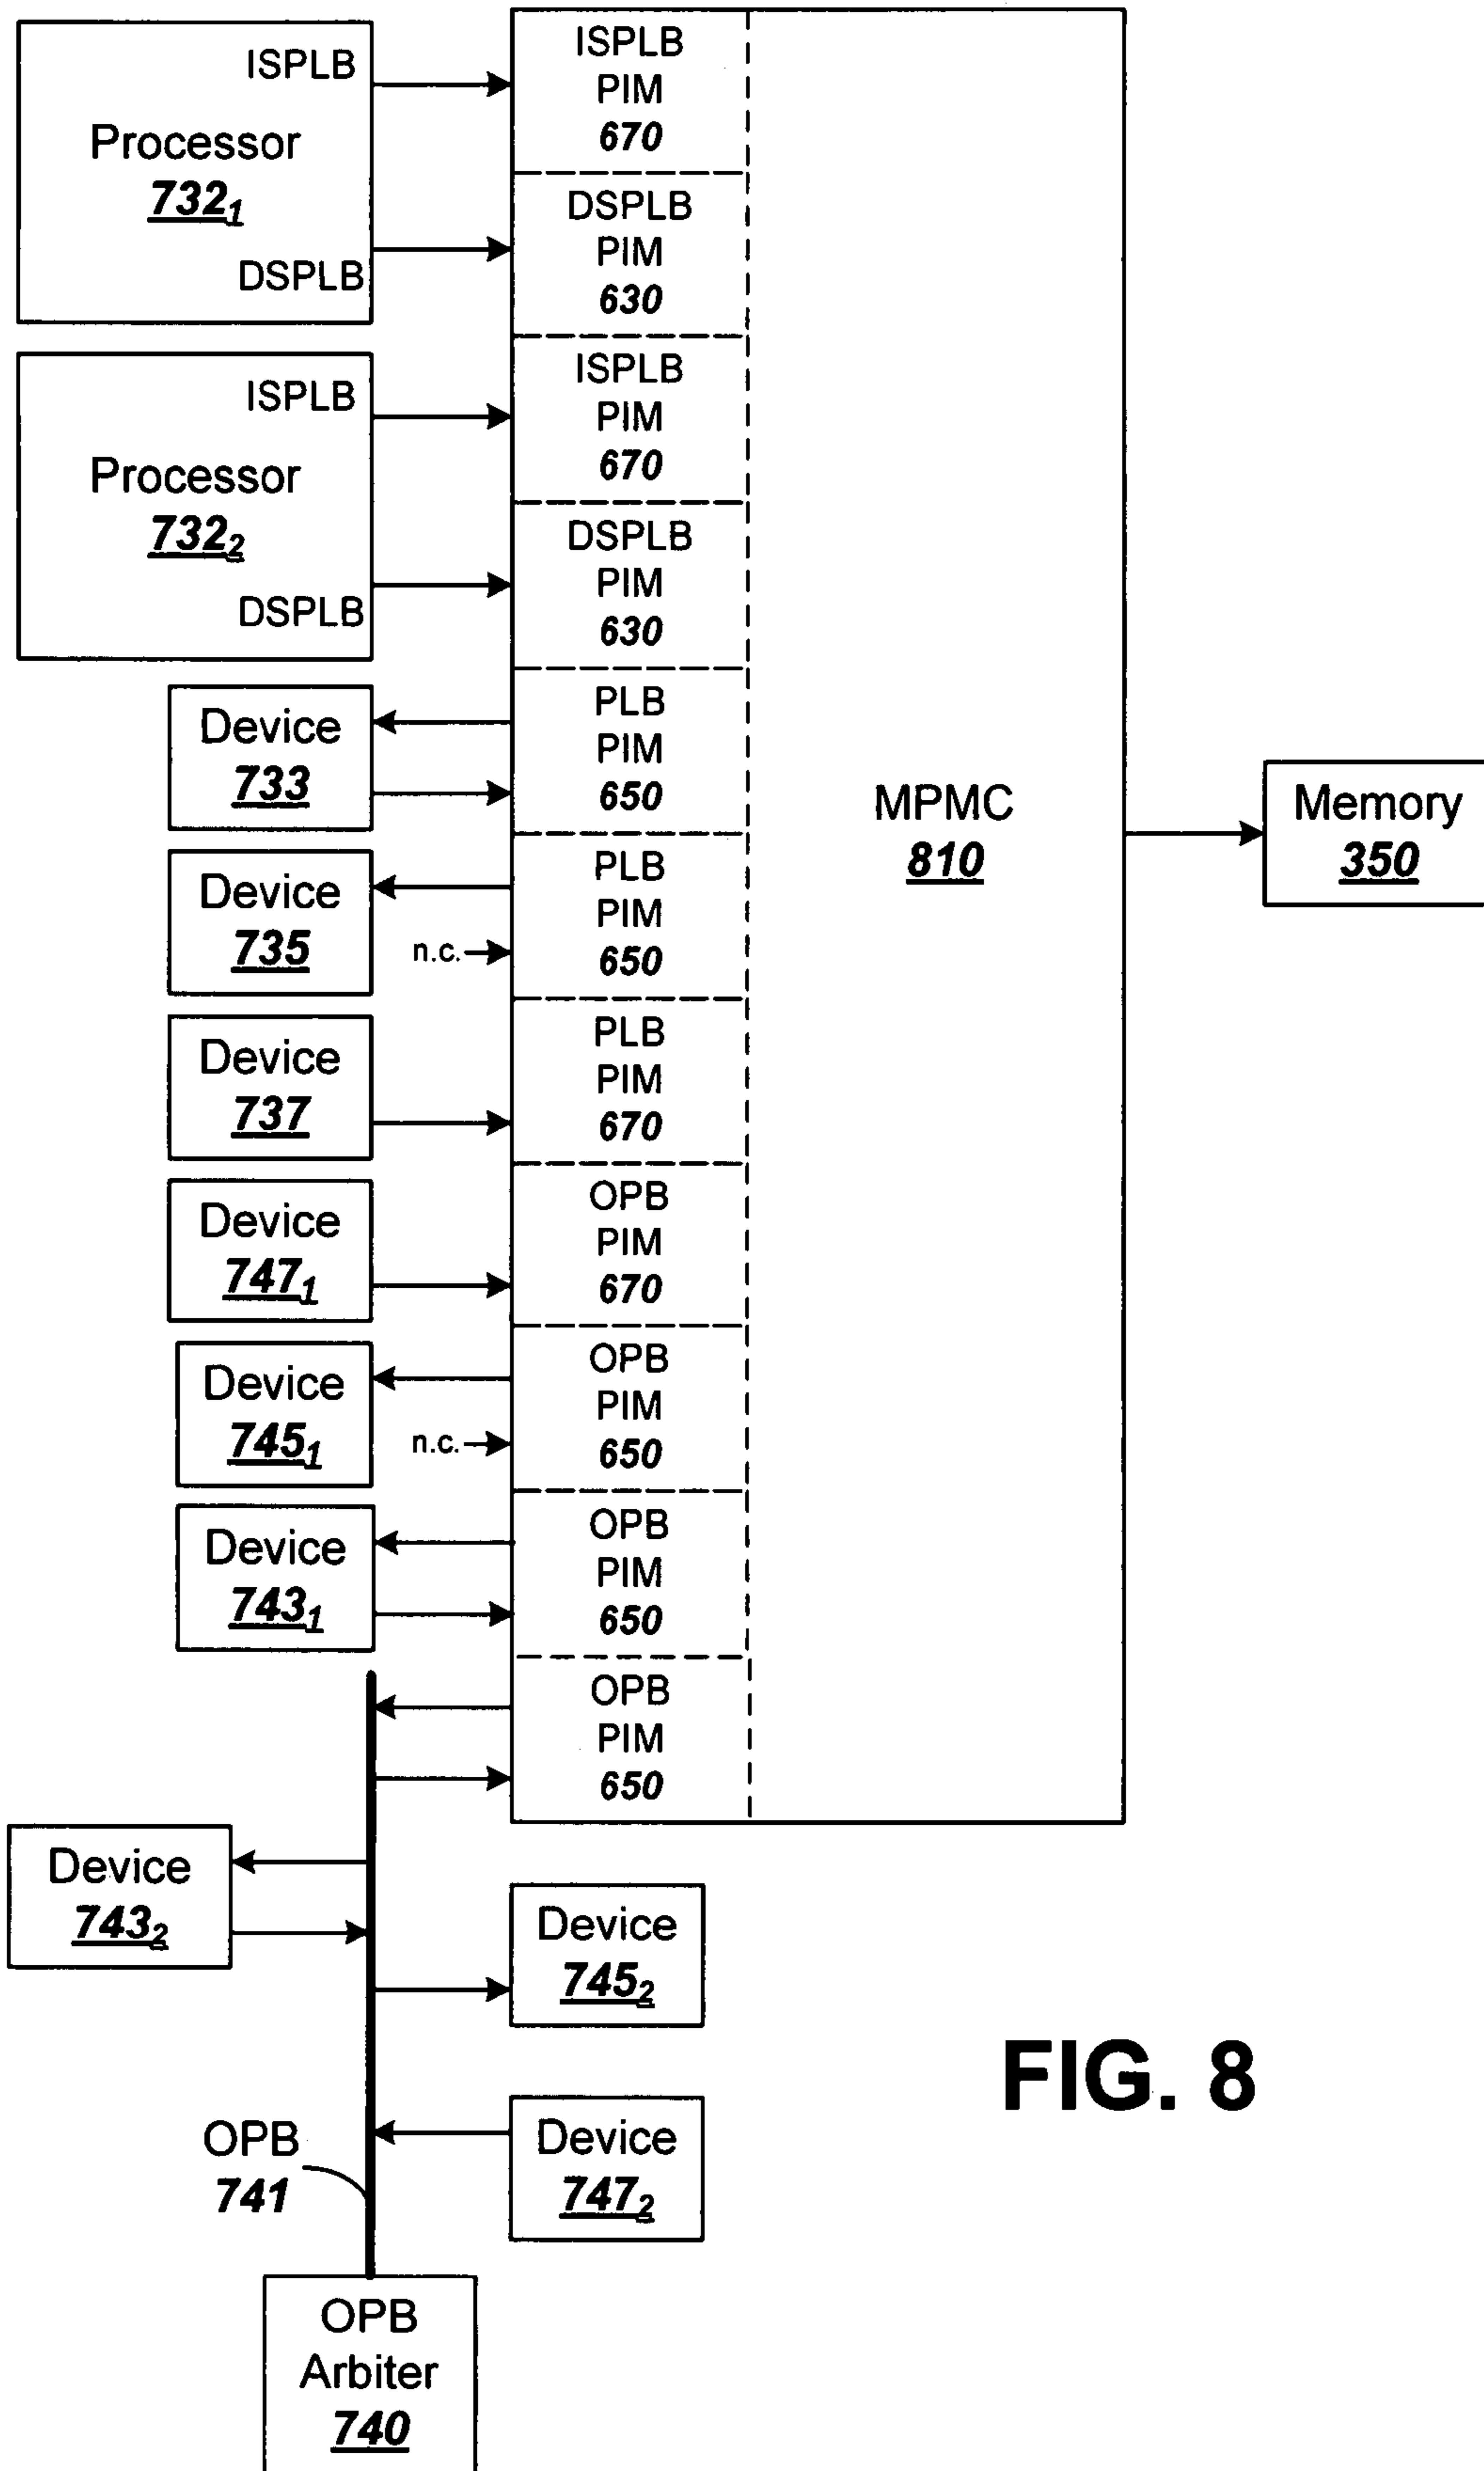 ISPLB
Processor
732₁
DSPLB
ISPLB
PIM
670
DSPLB
PIM
630
ISPLB
Processor
732₂
DSPLB
ISPLB
PIM
670
DSPLB
PIM
630
Device
733
PLB
PIM
650
MPMC
810
Memory
350
Device
735
n.c.
PLB
PIM
650
Device
737
PLB
PIM
670
Device
747₁
OPB
PIM
670
Device
745₁
n.c.
OPB
PIM
650
Device
743₁
OPB
PIM
650
OPB
PIM
650
Device
743₂
Device
745₂
FIG. 8
OPB
741
Device
747₂
OPB
Arbiter
740